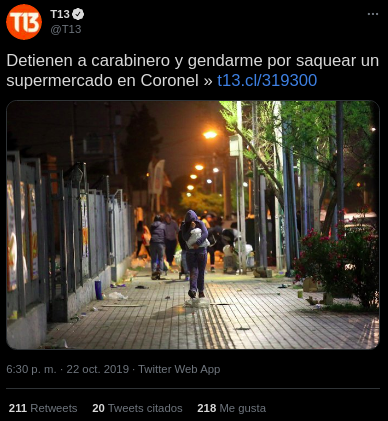 T13
T13
@T13
Detienen a carabinero y gendarme por saquear un
supermercado en Coronel » t13.cl/319300
6:30 p. m. · 22 oct. 2019 · Twitter Web App
211 Retweets 20 Tweets citados 218 Me gusta